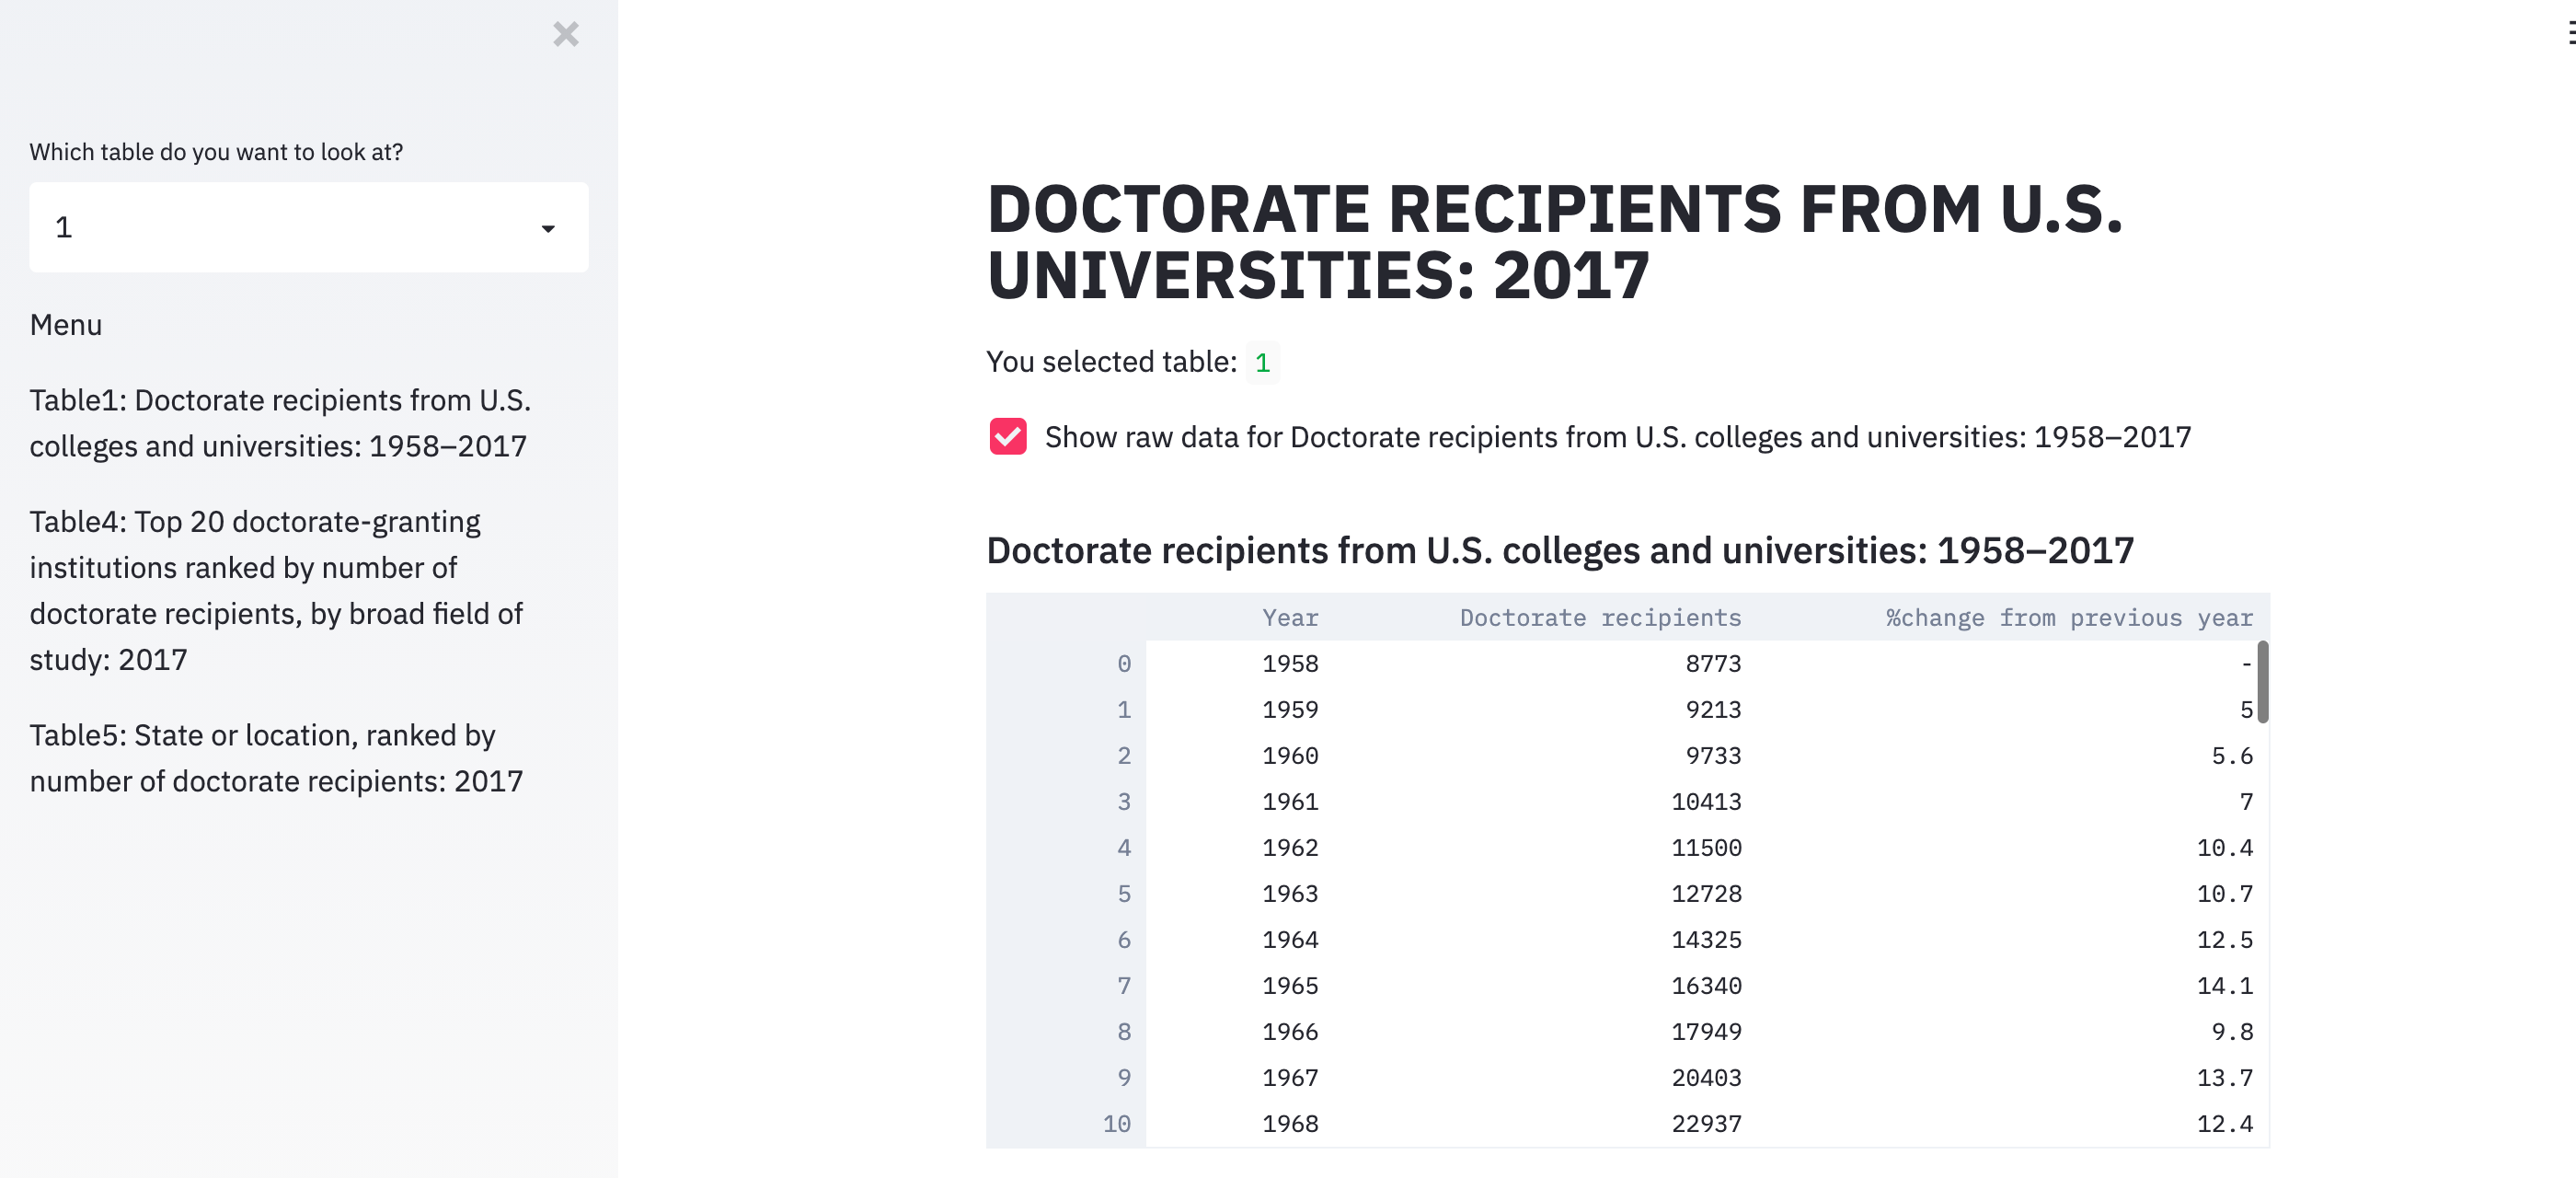 Which table do you want to look at?
1
Menu
Table1: Doctorate recipients from U.S.
colleges and universities: 1958–2017
Table4: Top 20 doctorate-granting
institutions ranked by number of
doctorate recipients, by broad field of
study: 2017
Table5: State or location, ranked by
number of doctorate recipients: 2017
DOCTORATE RECIPIENTS FROM U.S.
UNIVERSITIES: 2017
You selected table: 1
Show raw data for Doctorate recipients from U.S. colleges and universities: 1958–2017
Doctorate recipients from U.S. colleges and universities: 1958–2017
Year Doctorate recipients %change from previous year
0 1958 8773 -
1 1959 9213 5
2 1960 9733 5.6
3 1961 10413 7
4 1962 11500 10.4
5 1963 12728 10.7
6 1964 14325 12.5
7 1965 16340 14.1
8 1966 17949 9.8
9 1967 20403 13.7
10 1968 22937 12.4